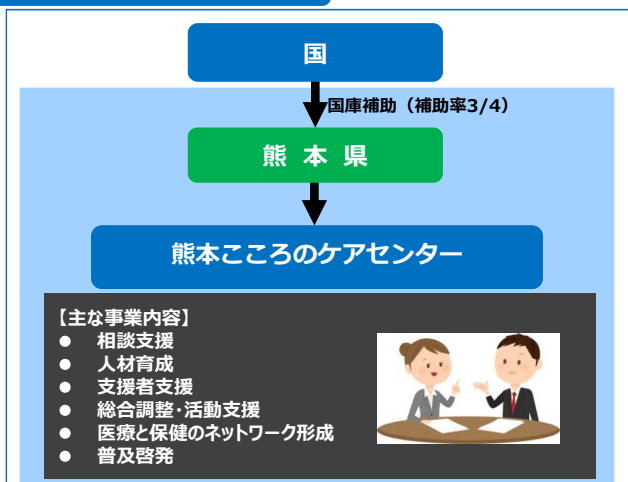 国
国庫補助（補助率3/4）
熊 本 県
熊本こころのケアセンター
【主な事業内容】
● 相談支援
● 人材育成
● 支援者支援
● 総合調整・活動支援
● 医療と保健のネットワーク形成
● 普及啓発